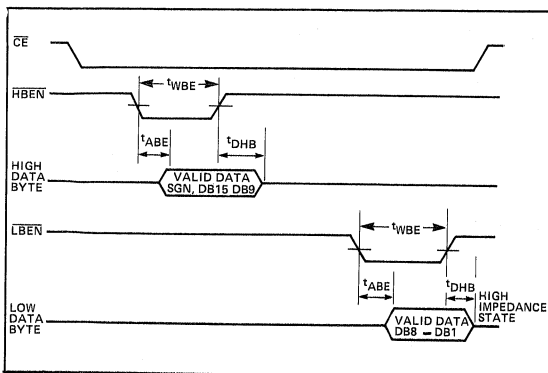 CE
HBEN
tWBE
tABE
tDHB
HIGH
DATA
BYTE
VALID DATA
SGN, DB15 DB9
LBEN
tWBE
tABE
tDHB
HIGH
IMPEDANCE
STATE
LOW
DATA
BYTE
VALID DATA
DB8 – DB1